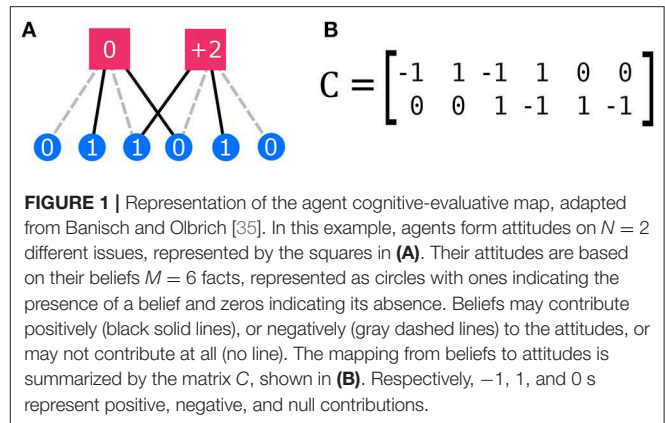 A
B
0 +2
0 1 1 0 1 0
C = [-1 1 -1 1 0 0
0 0 1 -1 1 -1]
FIGURE 1 | Representation of the agent cognitive-evaluative map, adapted
from Banisch and Olbrich [35]. In this example, agents form attitudes on N = 2
different issues, represented by the squares in (A). Their attitudes are based
on their beliefs M = 6 facts, represented as circles with ones indicating the
presence of a belief and zeros indicating its absence. Beliefs may contribute
positively (black solid lines), or negatively (gray dashed lines) to the attitudes, or
may not contribute at all (no line). The mapping from beliefs to attitudes is
summarized by the matrix C, shown in (B). Respectively, −1, 1, and 0 s
represent positive, negative, and null contributions.